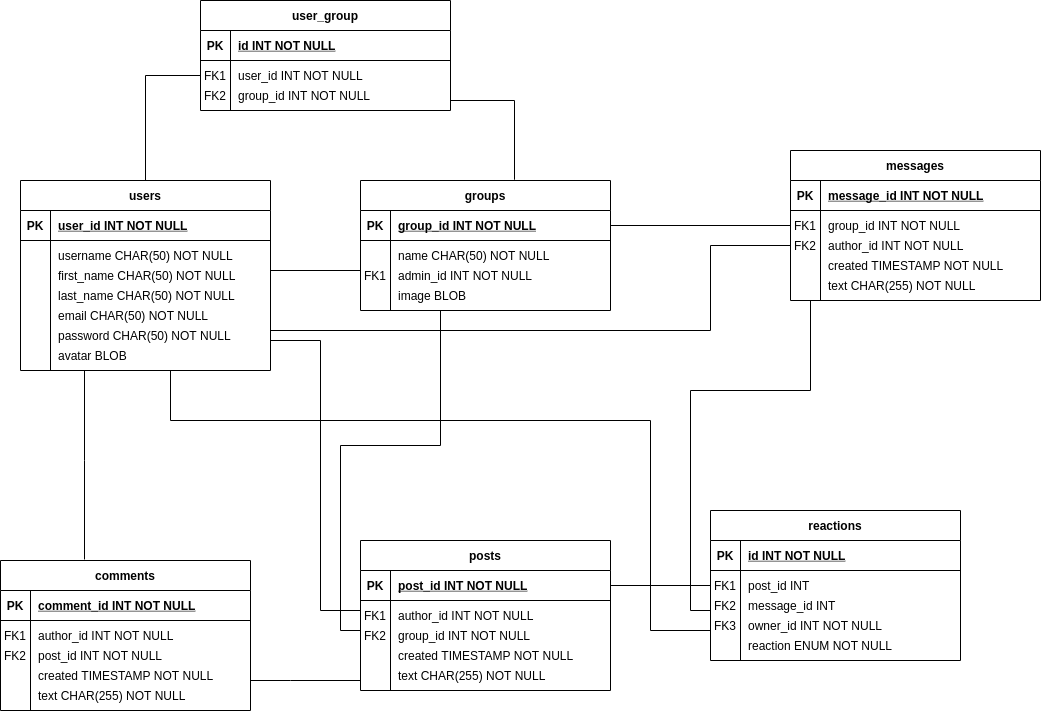 user_group
PK id INT NOT NULL
FK1 user_id INT NOT NULL
FK2 group_id INT NOT NULL
users
PK user_id INT NOT NULL
username CHAR(50) NOT NULL
first_name CHAR(50) NOT NULL
last_name CHAR(50) NOT NULL
email CHAR(50) NOT NULL
password CHAR(50) NOT NULL
avatar BLOB
groups
PK group_id INT NOT NULL
name CHAR(50) NOT NULL
FK1 admin_id INT NOT NULL
image BLOB
messages
PK message_id INT NOT NULL
FK1 group_id INT NOT NULL
FK2 author_id INT NOT NULL
created TIMESTAMP NOT NULL
text CHAR(255) NOT NULL
comments
PK comment_id INT NOT NULL
FK1 author_id INT NOT NULL
FK2 post_id INT NOT NULL
created TIMESTAMP NOT NULL
text CHAR(255) NOT NULL
posts
PK post_id INT NOT NULL
FK1 author_id INT NOT NULL
FK2 group_id INT NOT NULL
created TIMESTAMP NOT NULL
text CHAR(255) NOT NULL
reactions
PK id INT NOT NULL
FK1 post_id INT
FK2 message_id INT
FK3 owner_id INT NOT NULL
reaction ENUM NOT NULL